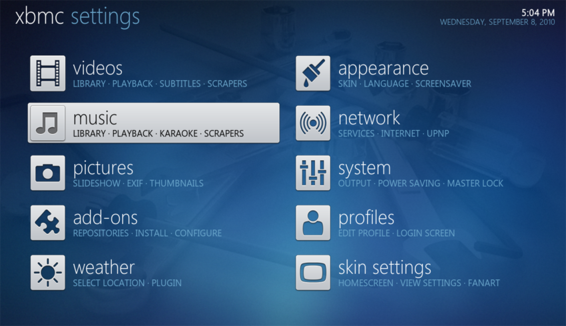 xbmc settings
5:04 PM
WEDNESDAY, SEPTEMBER 8, 2010
videos
LIBRARY · PLAYBACK · SUBTITLES · SCRAPERS
music
LIBRARY · PLAYBACK · KARAOKE · SCRAPERS
pictures
SLIDESHOW · EXIF · THUMBNAILS
add-ons
REPOSITORIES · INSTALL · CONFIGURE
weather
SELECT LOCATION · PLUGIN
appearance
SKIN · LANGUAGE · SCREENSAVER
network
SERVICES · INTERNET · UPNP
system
OUTPUT · POWER SAVING · MASTER LOCK
profiles
EDIT PROFILE · LOGIN SCREEN
skin settings
HOMESCREEN · VIEW SETTINGS · FANART